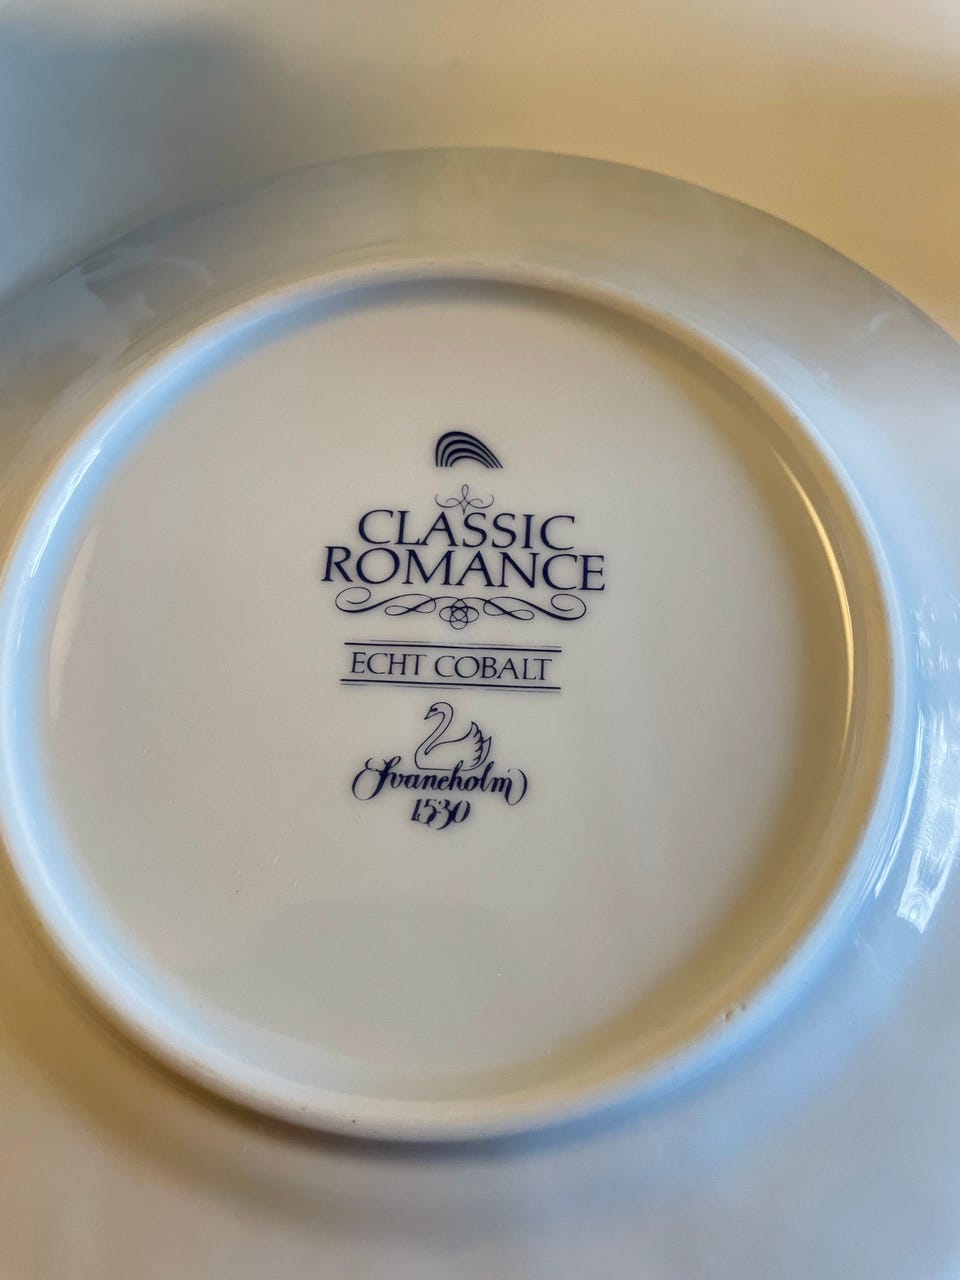 CLASSIC
ROMANCE
ECHT COBALT
Svaneholm
1530